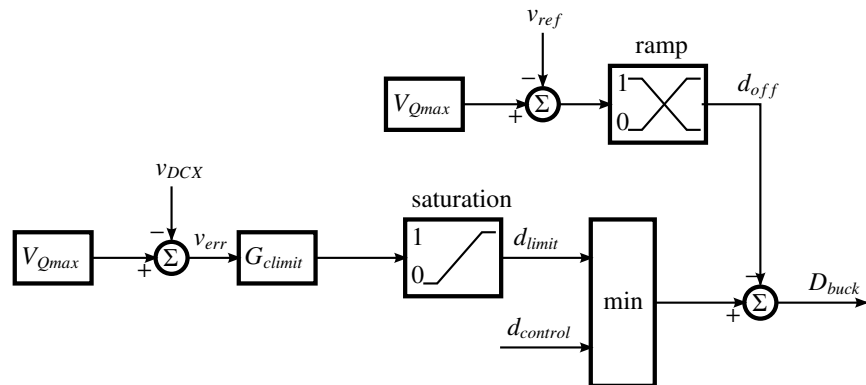 v_ref
ramp
V_Qmax
−
+
Σ
1
0
d_off
v_DCX
saturation
V_Qmax
−
+
Σ
v_err
G_climit
1
0
d_limit
min
d_control
−
+
Σ
D_buck